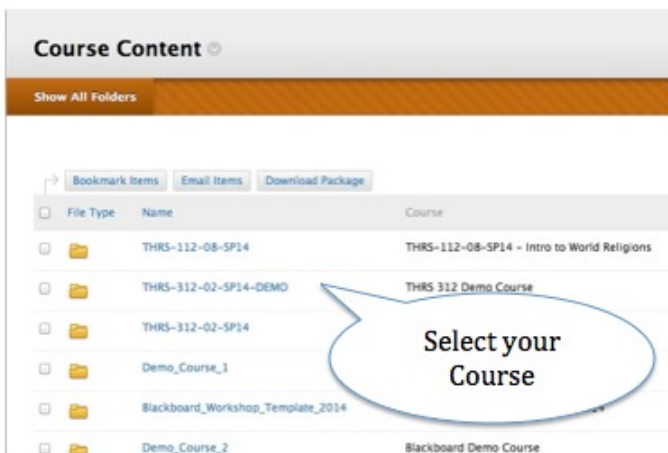 Course Content
Show All Folders
Bookmark Items Email Items Download Package
File Type Name Course
THRS-112-08-SP14 THRS-112-08-SP14 - Intro to World Religions
THRS-312-02-SP14-DEMO THRS 312 Demo Course
THRS-312-02-SP14
Select your
Course
Demo_Course_1
Blackboard_Workshop_Template_2014
Demo_Course_2 Blackboard Demo Course